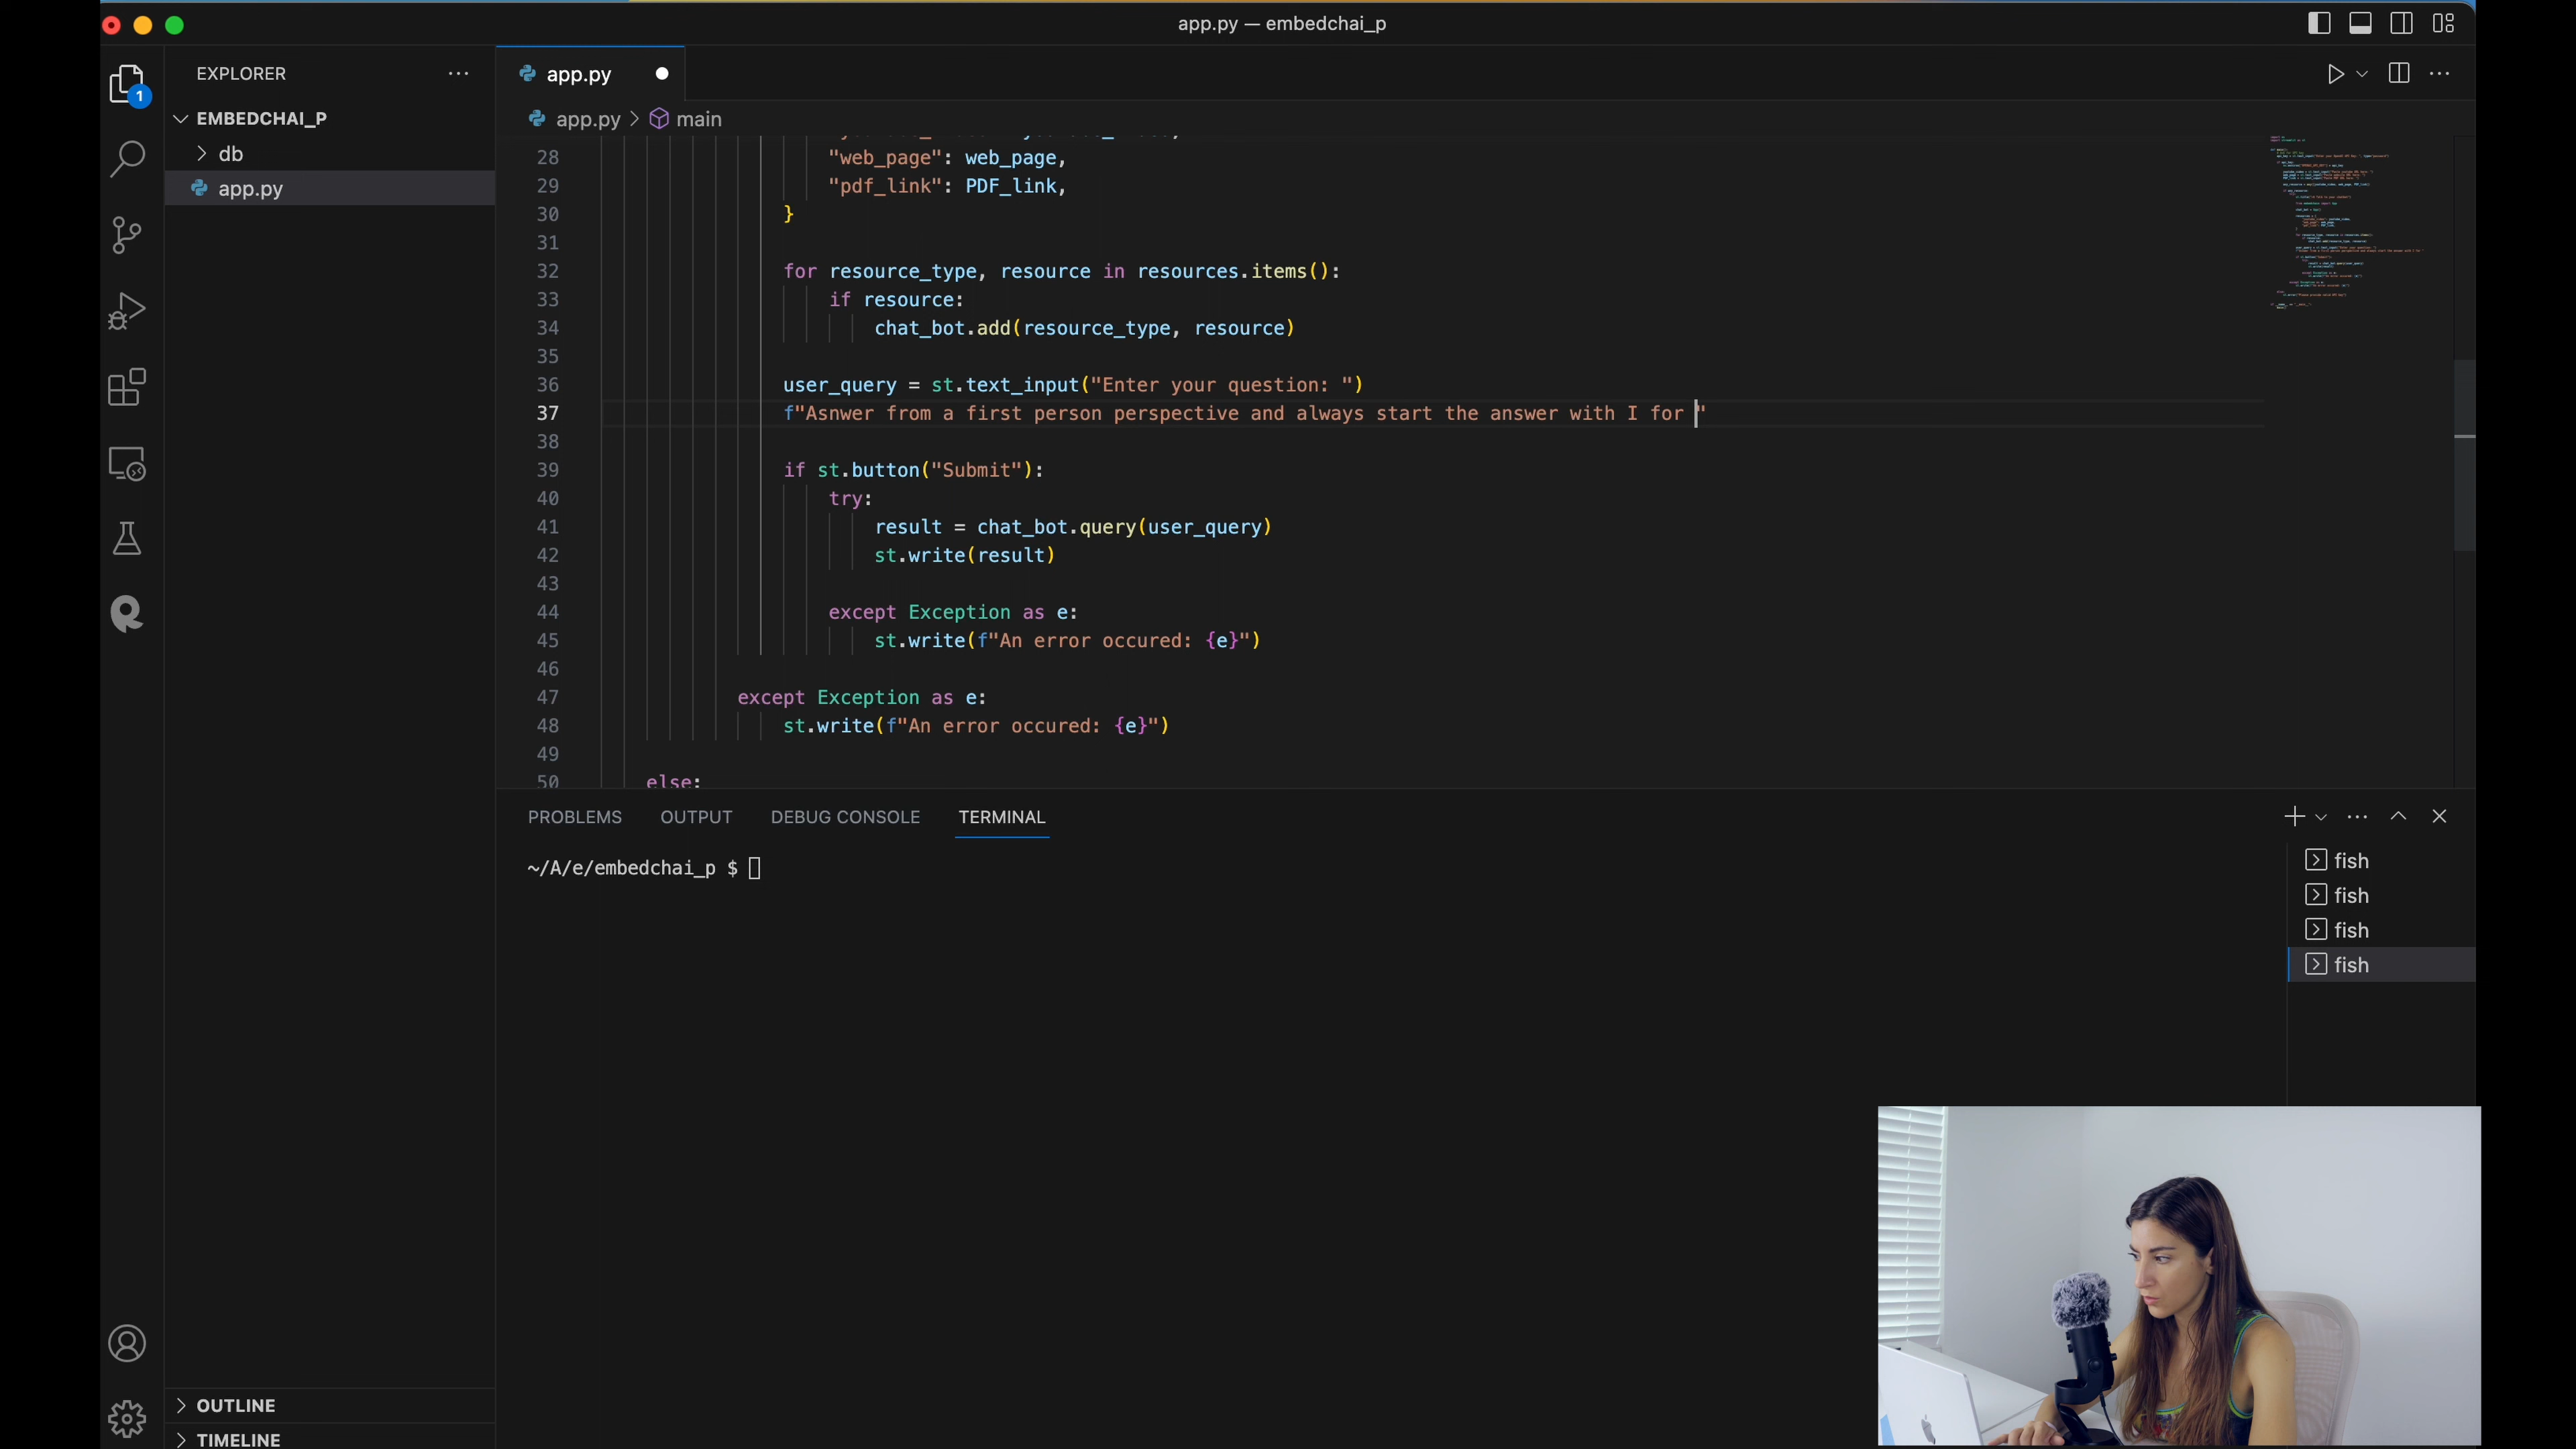 app.py — embedchai_p
EXPLORER
EMBEDCHAI_P
db
app.py
1
app.py
app.py > main
28 "web_page": web_page,
29 "pdf_link": PDF_link,
30 }
31
32 for resource_type, resource in resources.items():
33 if resource:
34 chat_bot.add(resource_type, resource)
35
36 user_query = st.text_input("Enter your question: ")
37 f"Asnwer from a first person perspective and always start the answer with I for "
38
39 if st.button("Submit"):
40 try:
41 result = chat_bot.query(user_query)
42 st.write(result)
43
44 except Exception as e:
45 st.write(f"An error occured: {e}")
46
47 except Exception as e:
48 st.write(f"An error occured: {e}")
49
50 else:
PROBLEMS OUTPUT DEBUG CONSOLE TERMINAL
~/A/e/embedchai_p $
fish
fish
fish
fish
OUTLINE
TIMELINE